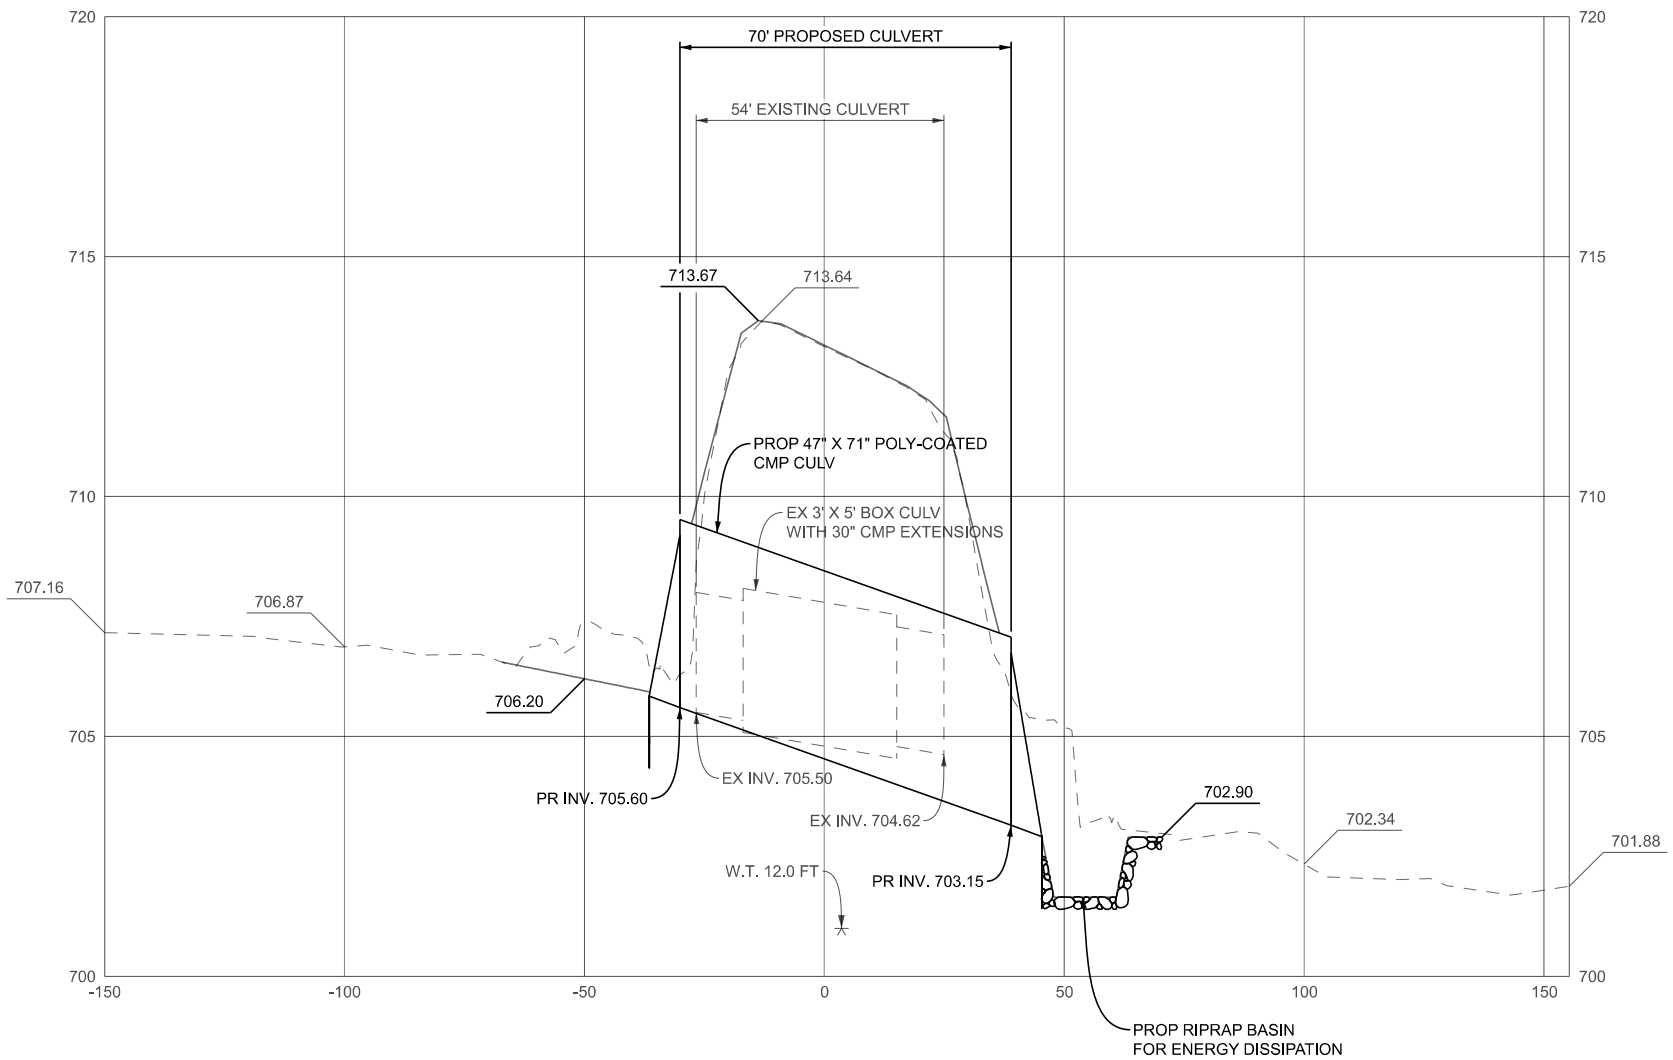 720
720
70' PROPOSED CULVERT
54' EXISTING CULVERT
715
715
713.67
713.64
PROP 47" X 71" POLY-COATED
CMP CULV
710
710
EX 3' X 5' BOX CULV
WITH 30" CMP EXTENSIONS
707.16
706.87
706.20
705
705
EX INV. 705.50
PR INV. 705.60
702.90
EX INV. 704.62
702.34
701.88
W.T. 12.0 FT
PR INV. 703.15
700
700
-150
-100
-50
0
50
100
150
PROP RIPRAP BASIN
FOR ENERGY DISSIPATION